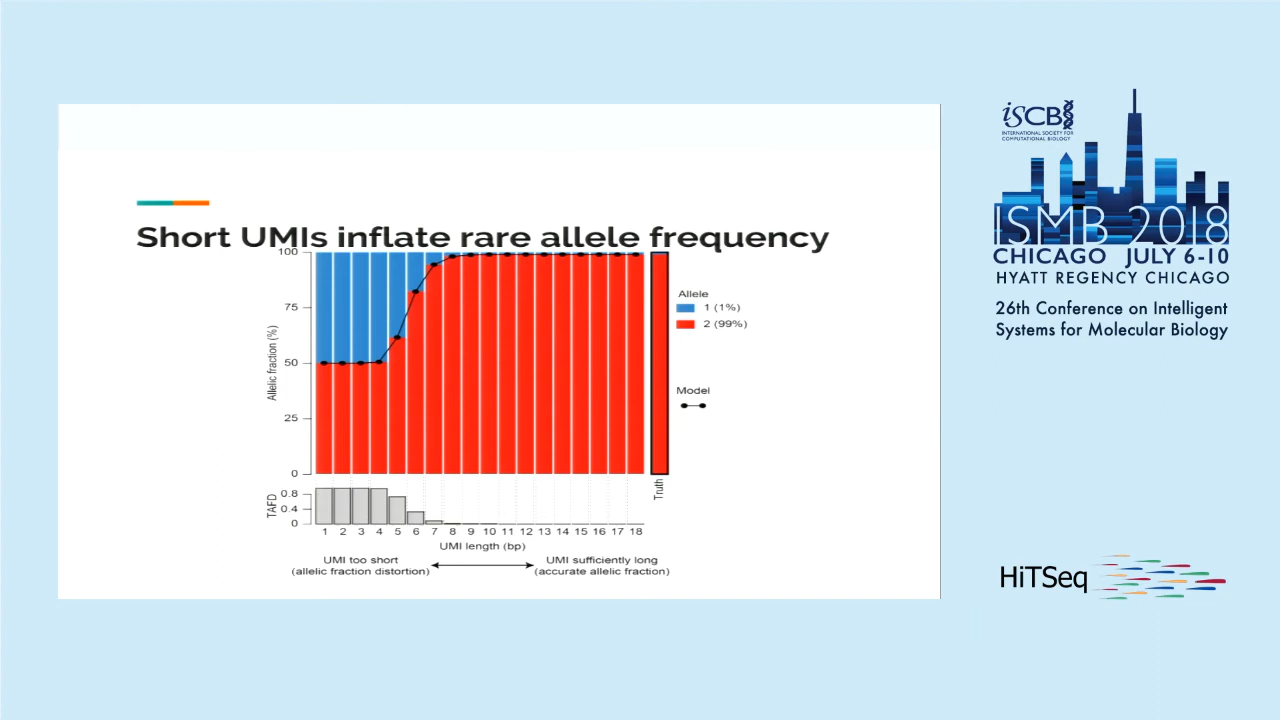 Short UMIs inflate rare allele frequency
100
75
50
25
0
Allelic fraction (%)
Allele
1 (1%)
2 (99%)
Model
Truth
TAFD
0.8
0.4
0
1 2 3 4 5 6 7 8 9 10 11 12 13 14 15 16 17 18
UMI length (bp)
UMI too short
(allelic fraction distortion)
UMI sufficiently long
(accurate allelic fraction)
iSCB
INTERNATIONAL SOCIETY FOR
COMPUTATIONAL BIOLOGY
ISMB 2018
CHICAGO JULY 6-10
HYATT REGENCY CHICAGO
26th Conference on Intelligent
Systems for Molecular Biology
HiTSeq